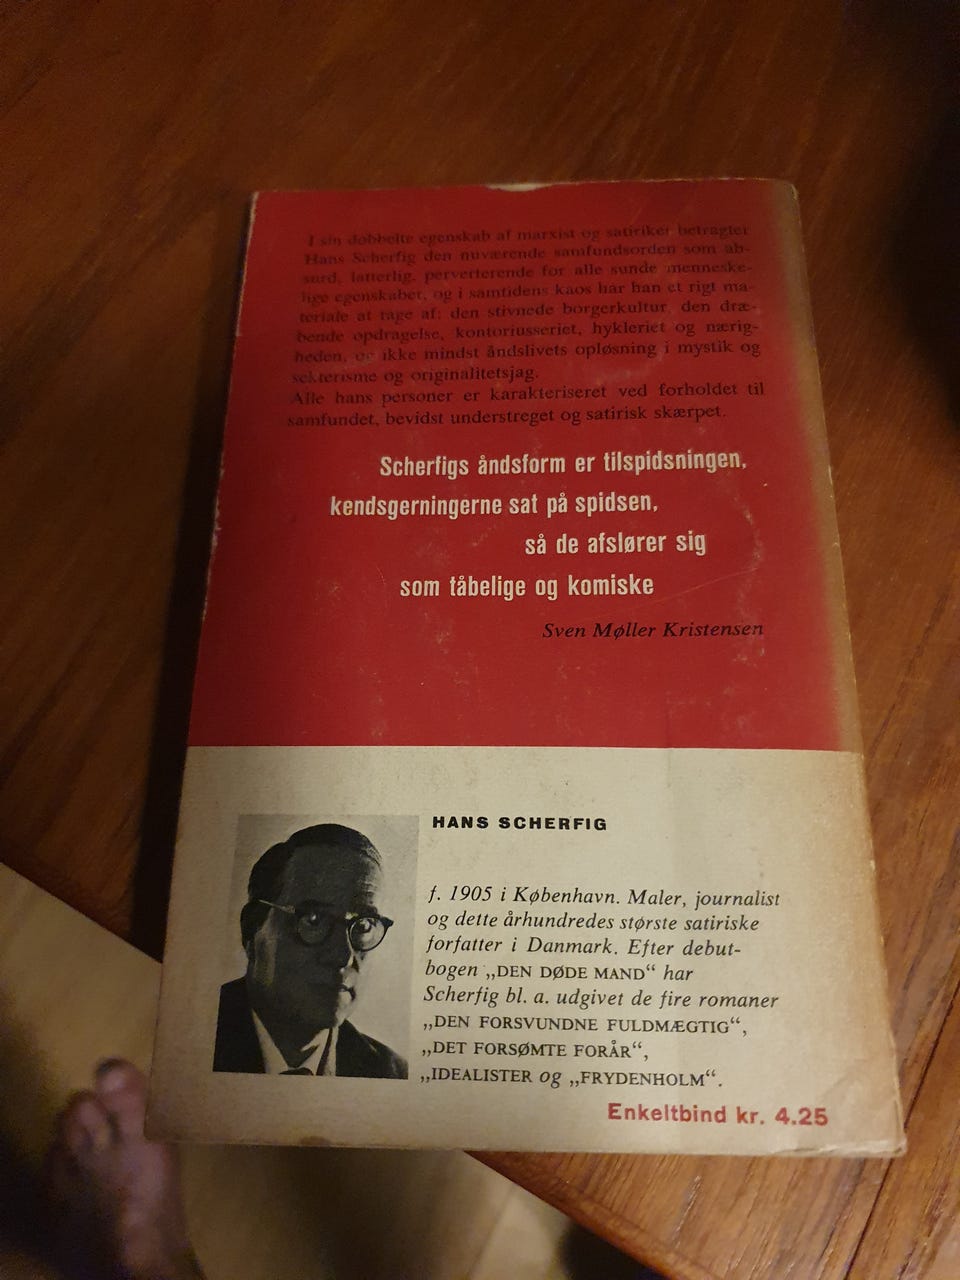 I sin dobbelte egenskab af marxist og satiriker betragter
Hans Scherfig den nuværende samfundsorden som ab-
surd, latterlig, perverterende for alle sunde menneske-
lige egenskaber, og i samtidens kaos har han et rigt ma-
teriale at tage af: den stivnede borgerkultur, den dræ-
bende opdragelse, kontoriusseriet, hykleriet og nærig-
heden, og ikke mindst åndslivets opløsning i mystik og
sekterisme og originalitetsjag.
Alle hans personer er karakteriseret ved forholdet til
samfundet, bevidst understreget og satirisk skærpet.
Scherfigs åndsform er tilspidsningen,
kendsgerningerne sat på spidsen,
så de afslører sig
som tåbelige og komiske
Sven Møller Kristensen
HANS SCHERFIG
f. 1905 i København. Maler, journalist
og dette århundredes største satiriske
forfatter i Danmark. Efter debut-
bogen „DEN DØDE MAND“ har
Scherfig bl. a. udgivet de fire romaner
„DEN FORSVUNDNE FULDMÆGTIG“,
„DET FORSØMTE FORÅR“,
„IDEALISTER og „FRYDENHOLM“.
Enkeltbind kr. 4.25